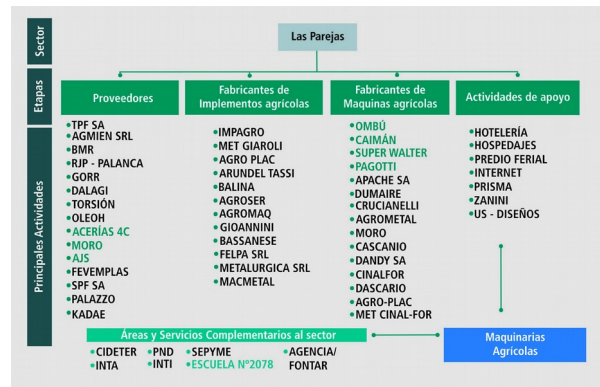 Sector
Las Parejas
Etapas
Proveedores
Fabricantes de
Implementos agrícolas
Fabricantes de
Maquinas agrícolas
Actividades de apoyo
Principales Actividades
• TPF SA
• AGMIEN SRL
• BMR
• RJP - PALANCA
• GORR
• DALAGI
• TORSIÓN
• OLEOH
• ACERÍAS 4C
• MORO
• AJS
• FEVEMPLAS
• SPF SA
• PALAZZO
• KADAE
• IMPAGRO
• MET GIAROLI
• AGRO PLAC
• ARUNDEL TASSI
• BALINA
• AGROSER
• AGROMAQ
• GIOANNINI
• BASSANESE
• FELPA SRL
• METALURGICA SRL
• MACMETAL
• OMBÚ
• CAIMÁN
• SUPER WALTER
• PAGOTTI
• APACHE SA
• DUMAIRE
• CRUCIANELLI
• AGROMETAL
• MORO
• CASCANIO
• DANDY SA
• CINALFOR
• DASCARIO
• AGRO-PLAC
• MET CINAL-FOR
• HOTELERÍA
• HOSPEDAJES
• PREDIO FERIAL
• INTERNET
• PRISMA
• ZANINI
• US - DISEÑOS
Áreas y Servicios Complementarios al sector
• CIDETER
• INTA
• PND
• INTI
• SEPYME
• ESCUELA N°2078
• AGENCIA/
FONTAR
Maquinarias
Agrícolas